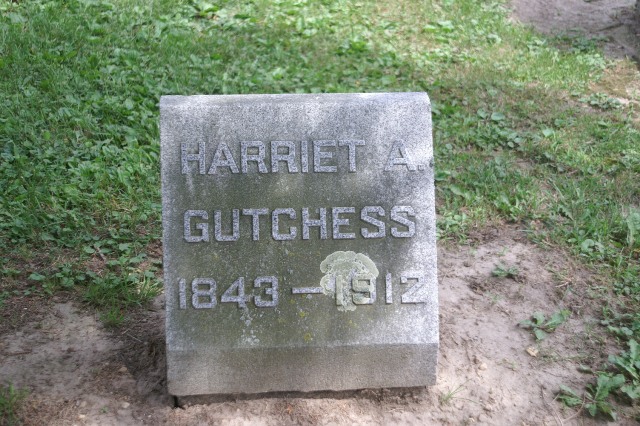 HARRIET A.
GUTCHESS
1843 — 1912